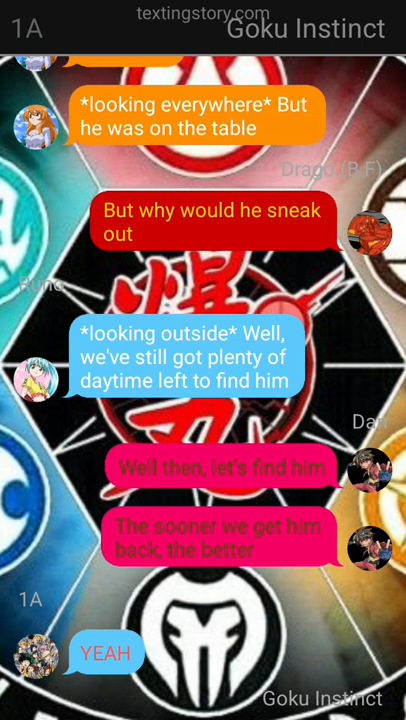 textingstory.com
1A
Goku Instinct
*looking everywhere* But
he was on the table
Drago (B F)
But why would he sneak
out
Runo
*looking outside* Well,
we've still got plenty of
daytime left to find him
Dan
Well then, let's find him
The sooner we get him
back, the better
1A
YEAH
Goku Instinct